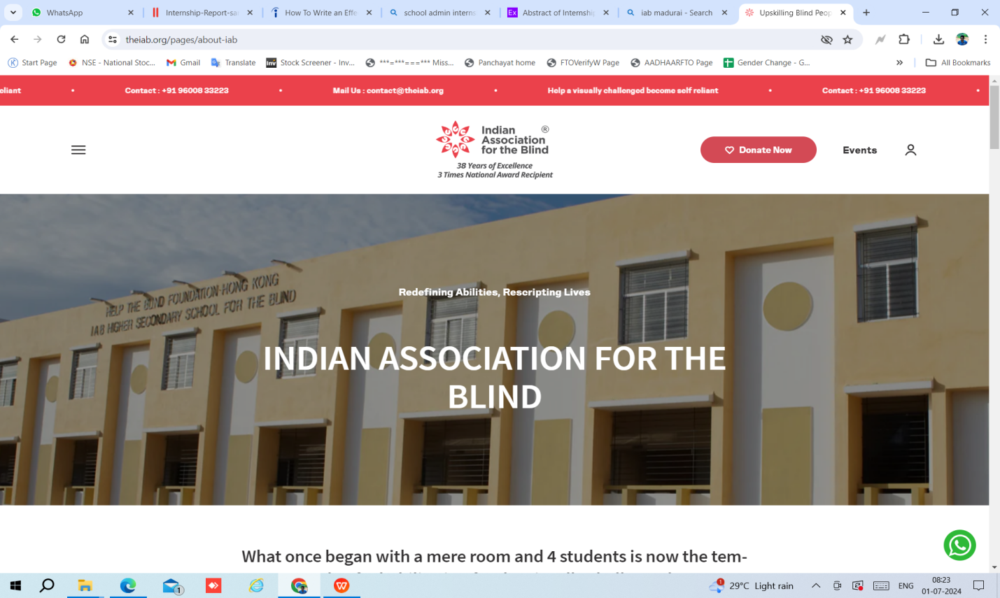 WhatsApp
Internship-Report-sa
How To Write an Effe
school admin interns
Ex Abstract of Internshi
iab madurai - Search
Upskilling Blind Peop
theiab.org/pages/about-iab
Start Page
NSE - National Stoc...
Gmail
Translate
Inv Stock Screener - Inv...
***=***===*** Miss...
Panchayat home
FTOVerifyW Page
AADHAARFTO Page
Gender Change - G...
All Bookmarks
eliant • Contact : +91 96008 33223 • Mail Us : contact@theiab.org • Help a visually challenged become self reliant • Contact : +91 96008 33223 •
Indian ®
Association
for the Blind
38 Years of Excellence
3 Times National Award Recipient
Donate Now
Events
HELP THE BLIND FOUNDATION-HONG KONG
IAB HIGHER SECONDARY SCHOOL FOR THE BLIND
Redefining Abilities, Rescripting Lives
INDIAN ASSOCIATION FOR THE
BLIND
What once began with a mere room and 4 students is now the tem-
1
1
29°C Light rain
ENG
08:23
01-07-2024